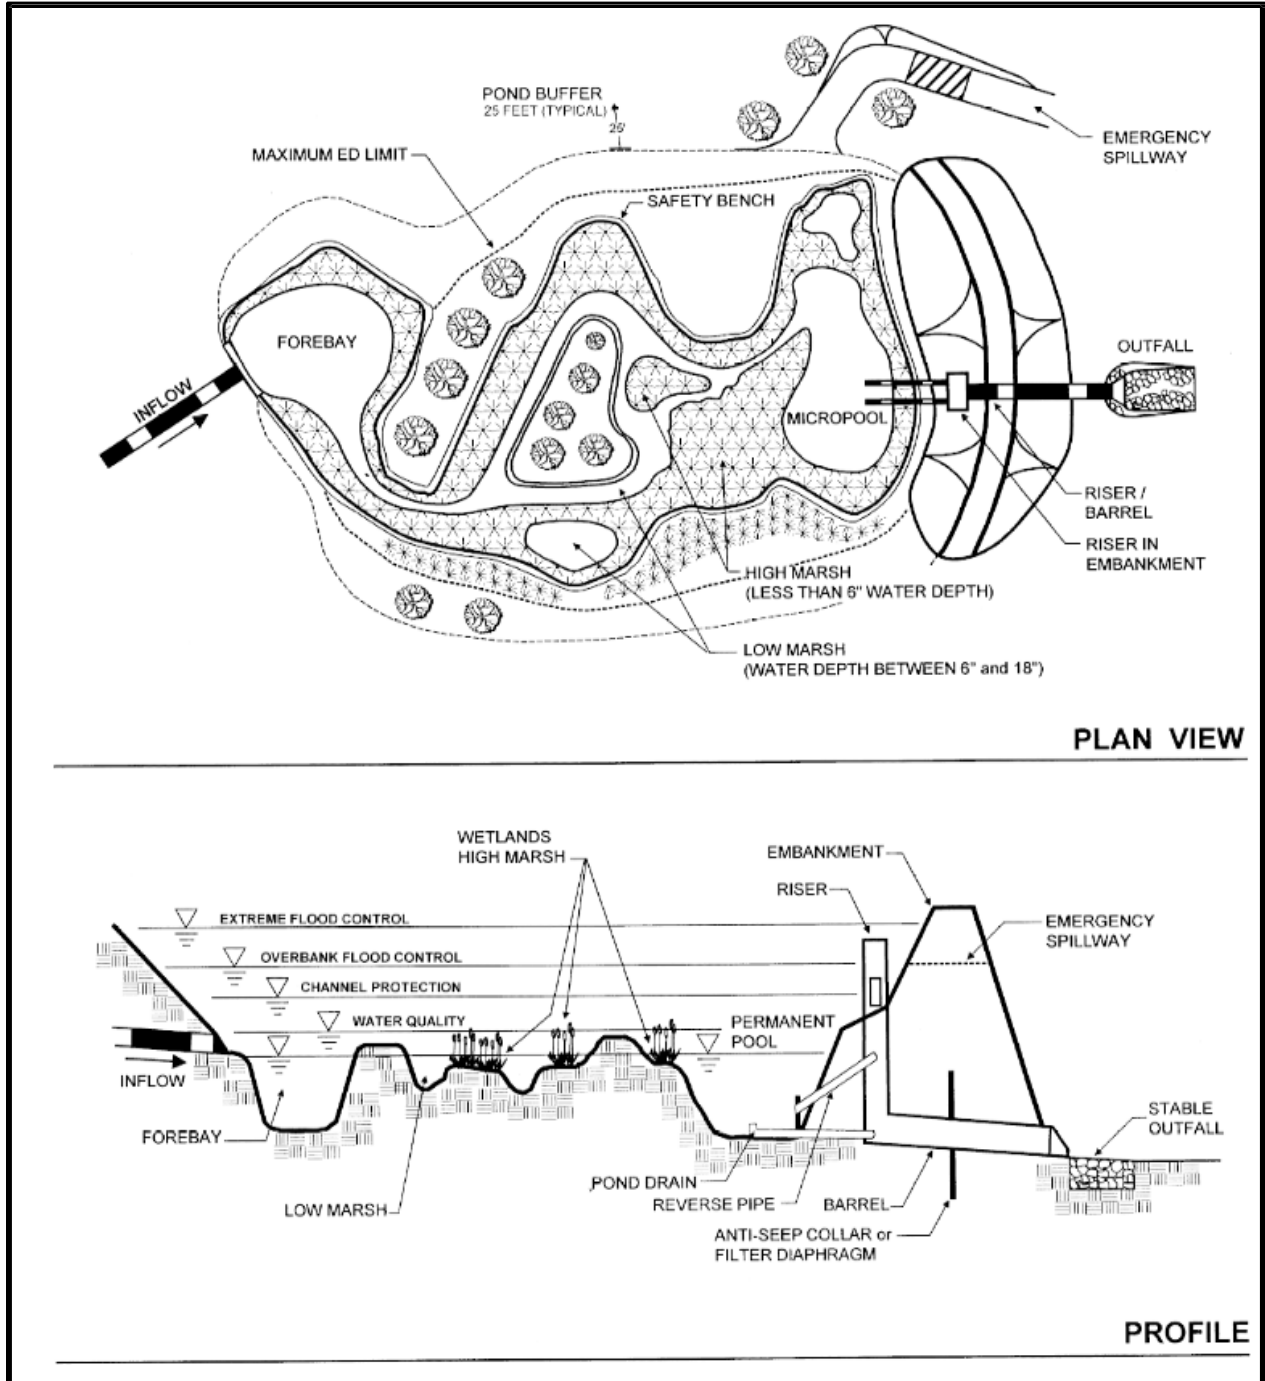 POND BUFFER
25 FEET (TYPICAL)
25'
MAXIMUM ED LIMIT
EMERGENCY
SPILLWAY
SAFETY BENCH
FOREBAY
INFLOW
OUTFALL
MICROPOOL
RISER /
BARREL
RISER IN
EMBANKMENT
HIGH MARSH
(LESS THAN 6" WATER DEPTH)
LOW MARSH
(WATER DEPTH BETWEEN 6" and 18")
PLAN VIEW
WETLANDS
HIGH MARSH
EMBANKMENT
RISER
EXTREME FLOOD CONTROL
EMERGENCY
SPILLWAY
OVERBANK FLOOD CONTROL
CHANNEL PROTECTION
WATER QUALITY
PERMANENT
POOL
INFLOW
FOREBAY
STABLE
OUTFALL
POND DRAIN
REVERSE PIPE
BARREL
LOW MARSH
ANTI-SEEP COLLAR or
FILTER DIAPHRAGM
PROFILE